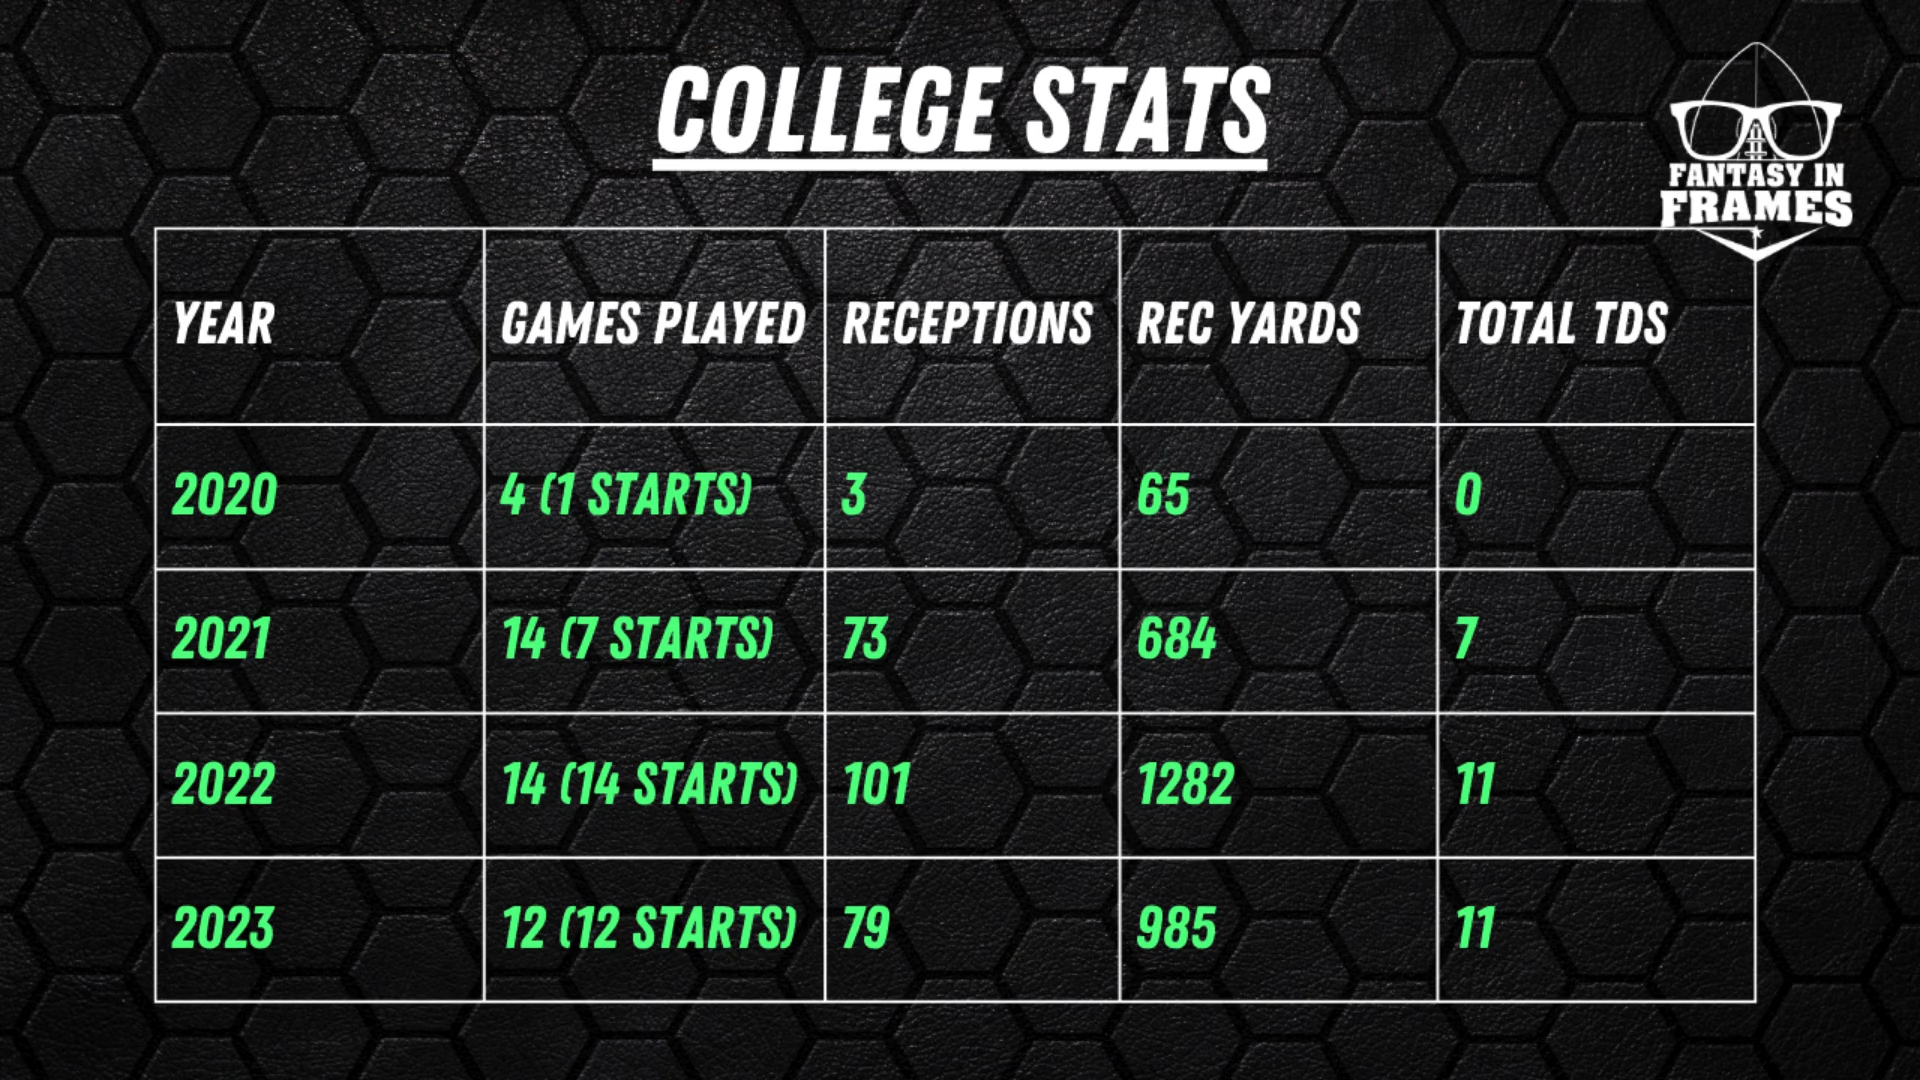 COLLEGE STATS
FANTASY IN
FRAMES
YEAR GAMES PLAYED RECEPTIONS REC YARDS TOTAL TDS
2020 4 (1 STARTS) 3 65 0
2021 14 (7 STARTS) 73 684 7
2022 14 (14 STARTS) 101 1282 11
2023 12 (12 STARTS) 79 985 11